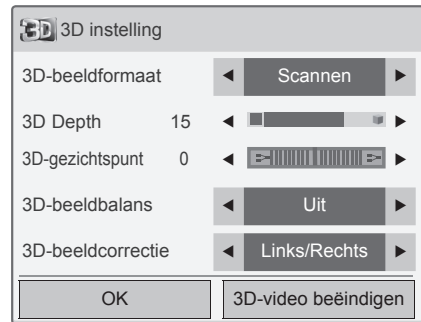 3D 3D instelling
3D-beeldformaat Scannen
3D Depth 15
3D-gezichtspunt 0
3D-beeldbalans Uit
3D-beeldcorrectie Links/Rechts
OK 3D-video beëindigen